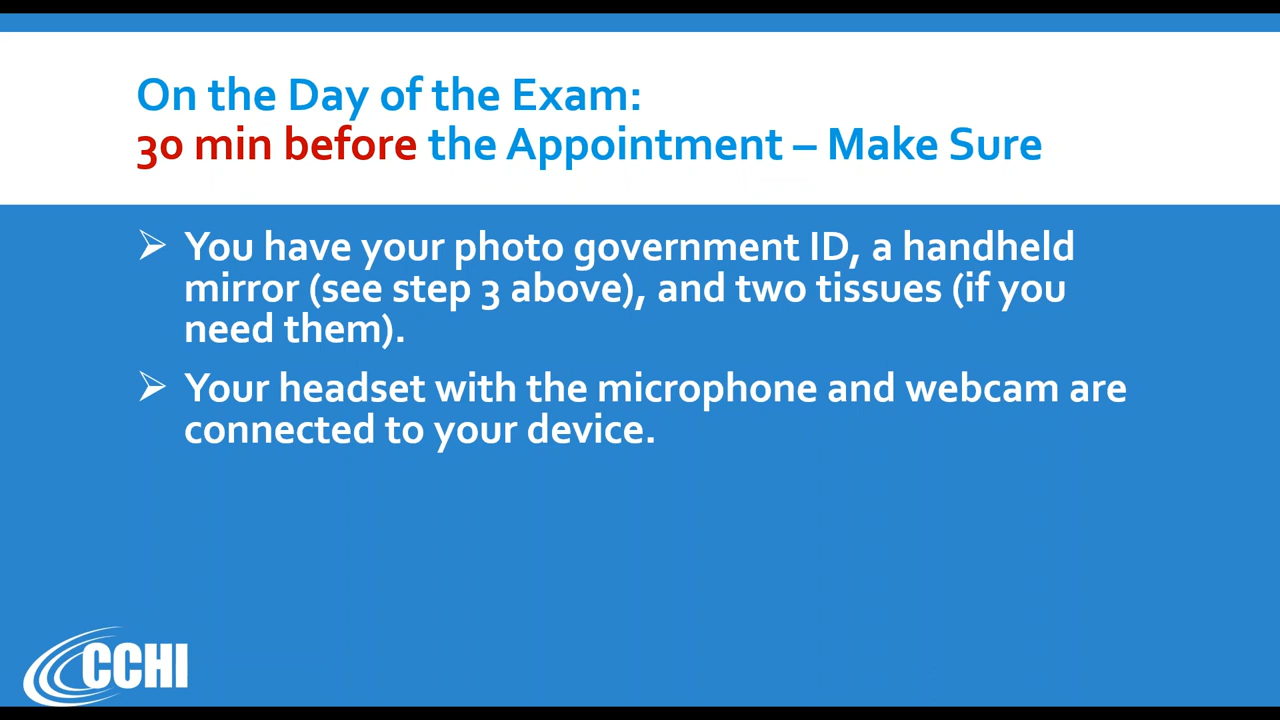 On the Day of the Exam:
30 min before the Appointment – Make Sure
You have your photo government ID, a handheld
mirror (see step 3 above), and two tissues (if you
need them).
Your headset with the microphone and webcam are
connected to your device.
CCHI